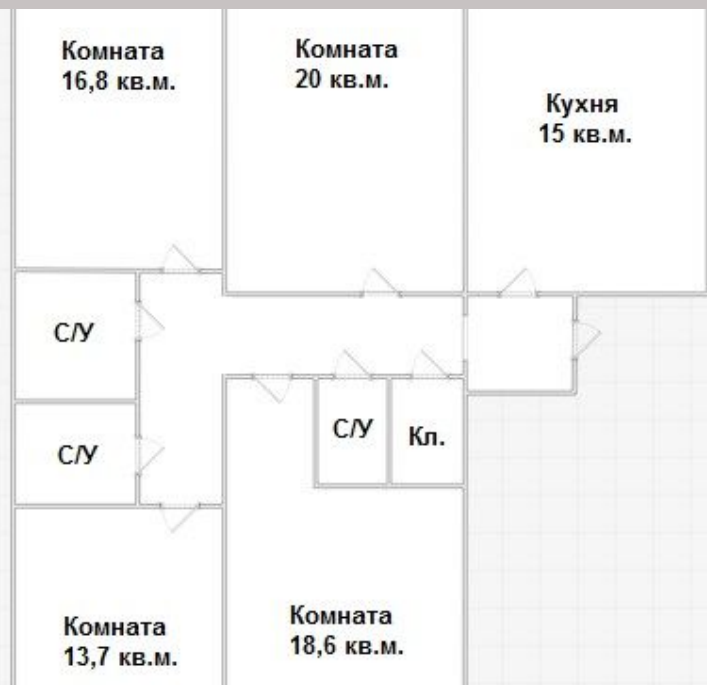 Комната
16,8 кв.м.
Комната
20 кв.м.
Кухня
15 кв.м.
С/У
С/У
С/У
Кл.
Комната
13,7 кв.м.
Комната
18,6 кв.м.